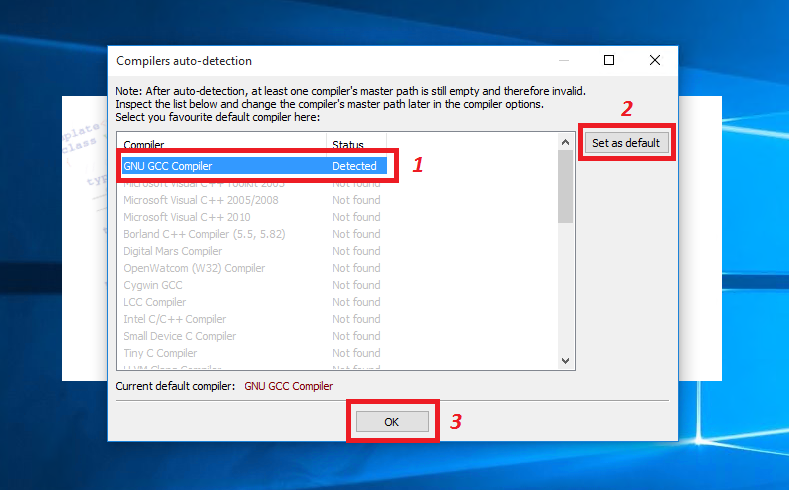 Compilers auto-detection
Note: After auto-detection, at least one compiler's master path is still empty and therefore invalid.
Inspect the list below and change the compiler's master path later in the compiler options.
Select you favourite default compiler here:
2
Compiler Status
Set as default
GNU GCC Compiler Detected
1
Microsoft Visual C++ Toolkit 2003 Not found
Microsoft Visual C++ 2005/2008 Not found
Microsoft Visual C++ 2010 Not found
Borland C++ Compiler (5.5, 5.82) Not found
Digital Mars Compiler Not found
OpenWatcom (W32) Compiler Not found
Cygwin GCC Not found
LCC Compiler Not found
Intel C/C++ Compiler Not found
Small Device C Compiler Not found
Tiny C Compiler Not found
LLVM Clang Compiler Not found
Current default compiler: GNU GCC Compiler
OK
3